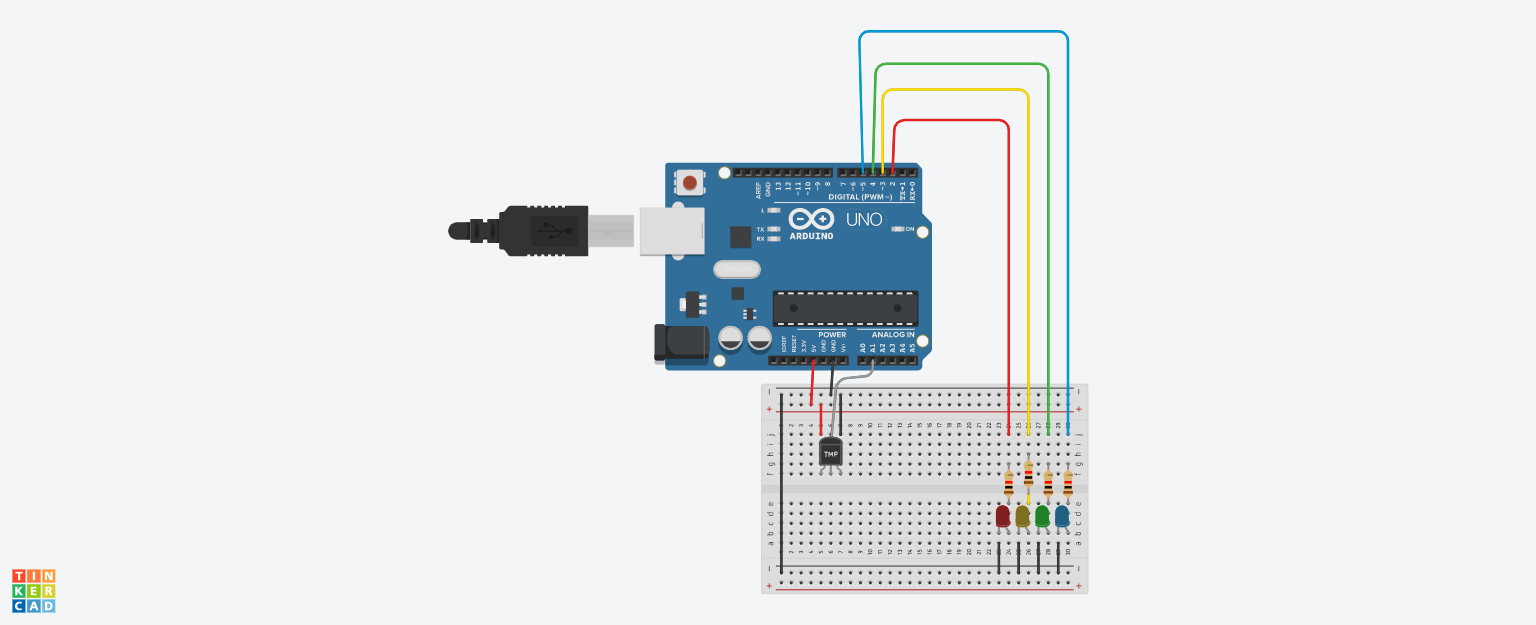 AREF
GND
13
12
~11
~10
~9
8
7
~6
~5
4
~3
2
TX→1
RX←0
DIGITAL (PWM~)
L
TX
RX
ARDUINO
UNO
ON
POWER
ANALOG IN
IOREF
RESET
3.3V
5V
GND
GND
Vin
A0
A1
A2
A3
A4
A5
TMP
j
i
h
g
f
e
d
c
b
a
TIN
KER
CAD